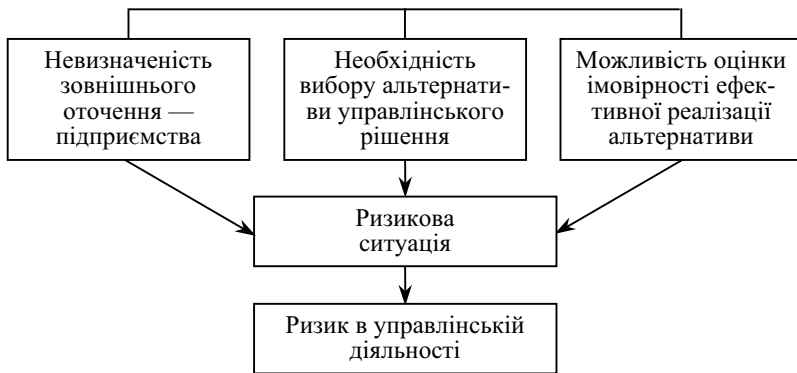 Невизначеність
зовнішнього
оточення —
підприємства
Необхідність
вибору альтернати-
ви управлінського
рішення
Можливість оцінки
імовірності ефек-
тивної реалізації
альтернативи
Ризикова
ситуація
Ризик в управлінській
діяльності